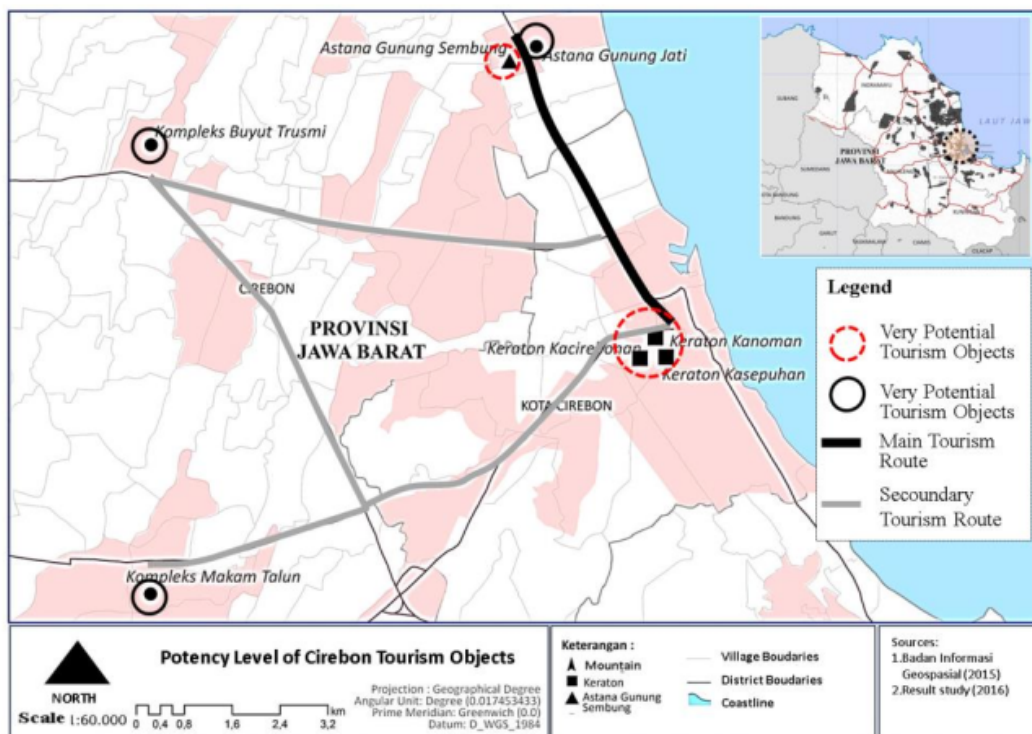 Astana Gunung Sembung
Astana Gunung Jati
Kompleks Buyut Trusmi
CIREBON
PROVINSI
JAWA BARAT
Keraton Kanoman
Keraton Kacirebonan
Keraton Kasepuhan
KOTA CIREBON
Kompleks Makam Talun
SUBANG
INDRAMAYU
LAUT JAWA
PROVINSI
JAWA BARAT
SUMEDANG
BANDUNG
GARUT
TASIKMALAYA
CIAMIS
CILACAP
Legend
Very Potential
Tourism Objects
Very Potential
Tourism Objects
Main Tourism
Route
Secoundary
Tourism Route
NORTH
Scale 1:60.000
Potency Level of Cirebon Tourism Objects
Projection : Geographical Degree
Angular Unit: Degree (0.017453433)
Prime Meridian: Greenwich (0.0)
Datum: D_WGS_1984
km
0 0,4 0,8 1,6 2,4 3,2
Keterangan :
Mountain
Keraton
Astana Gunung
Sembung
Village Boudaries
District Boudaries
Coastline
Sources:
1.Badan Informasi
Geospasial (2015)
2.Result study (2016)